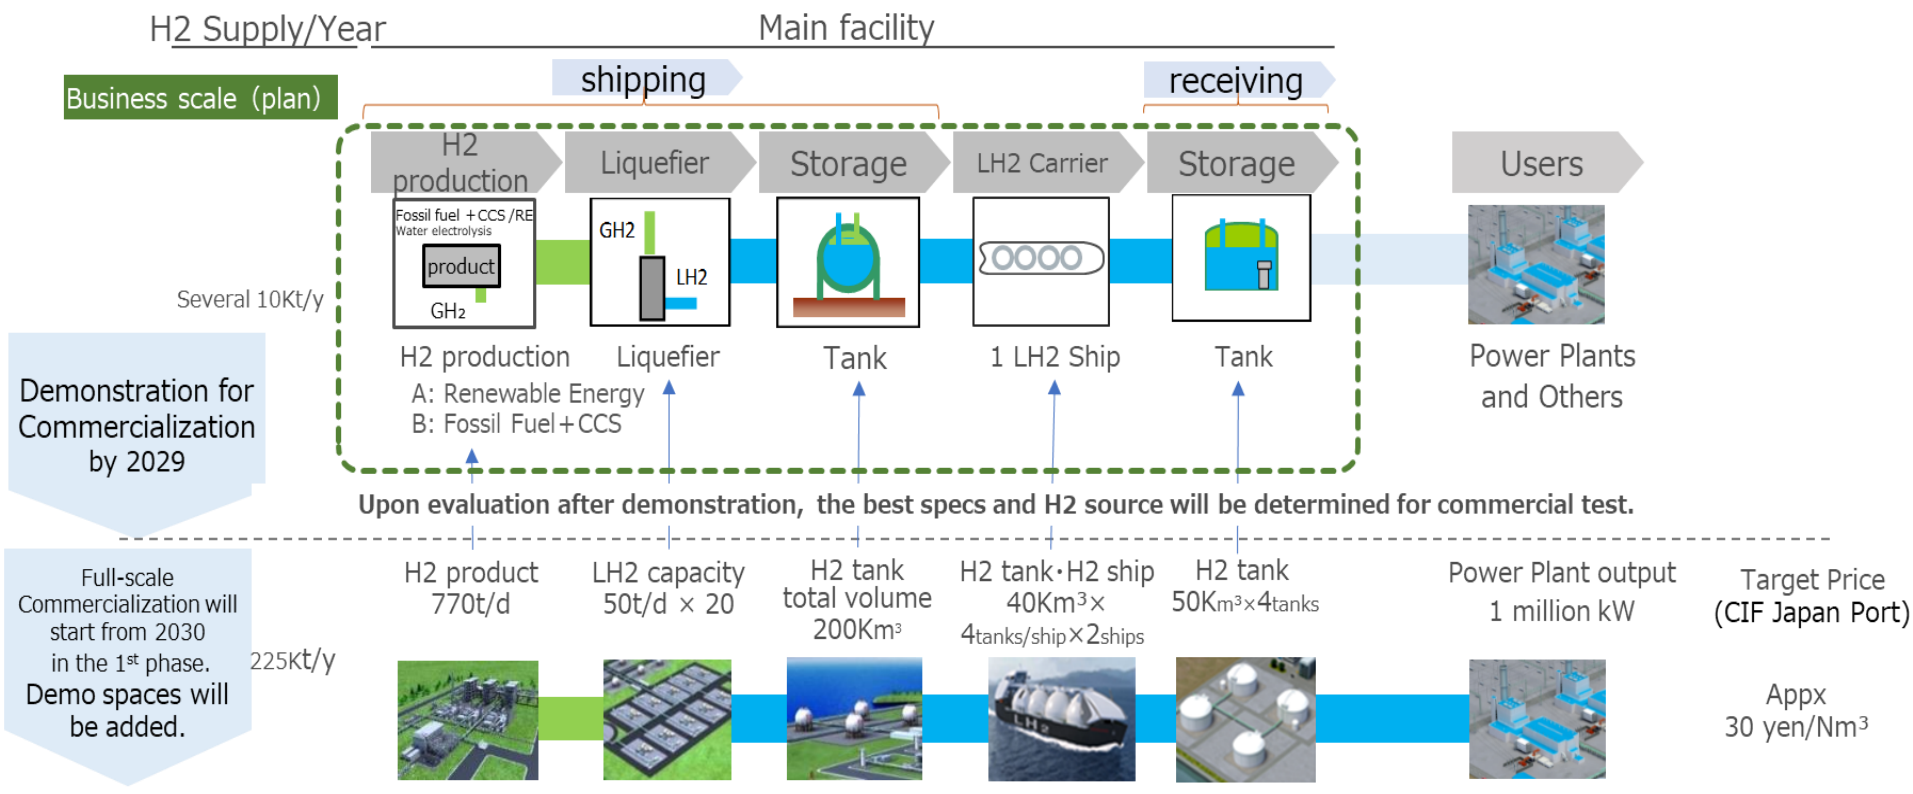 H2 Supply/Year
Main facility
Business scale (plan)
shipping
receiving
H2
production
Liquefier
Storage
LH2 Carrier
Storage
Users
Fossil fuel +CCS /RE
Water electrolysis
product
GH2
GH2
LH2
Several 10Kt/y
H2 production
A: Renewable Energy
B: Fossil Fuel+CCS
Liquefier
Tank
1 LH2 Ship
Tank
Power Plants
and Others
Demonstration for
Commercialization
by 2029
Upon evaluation after demonstration, the best specs and H2 source will be determined for commercial test.
Full-scale
Commercialization will
start from 2030
in the 1st phase.
Demo spaces will
be added.
225Kt/y
H2 product
770t/d
LH2 capacity
50t/d × 20
H2 tank
total volume
200Km³
H2 tank・H2 ship
40Km³×
4tanks/ship×2ships
H2 tank
50Km³×4tanks
Power Plant output
1 million kW
Target Price
(CIF Japan Port)
LH2
Appx
30 yen/Nm³